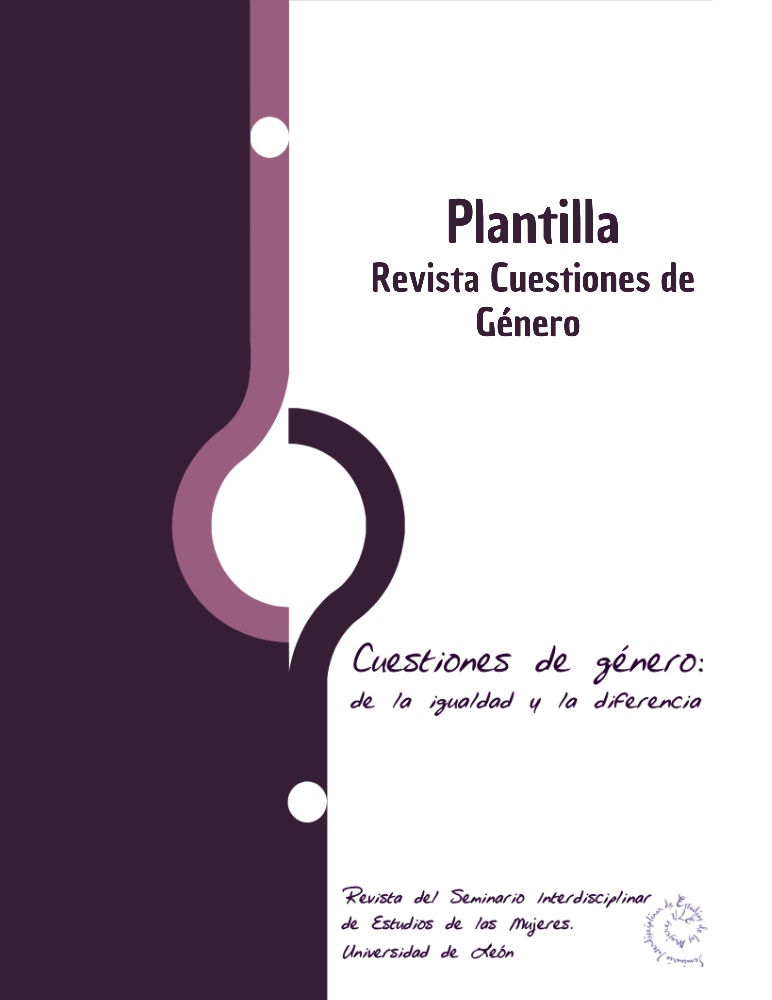 Plantilla
Revista Cuestiones de
Género
Cuestiones de género:
de la igualdad y la diferencia
Revista del Seminario Interdisciplinar
de Estudios de las Mujeres.
Universidad de León
Seminario Interdisciplinar de Estudios de las Mujeres ULE